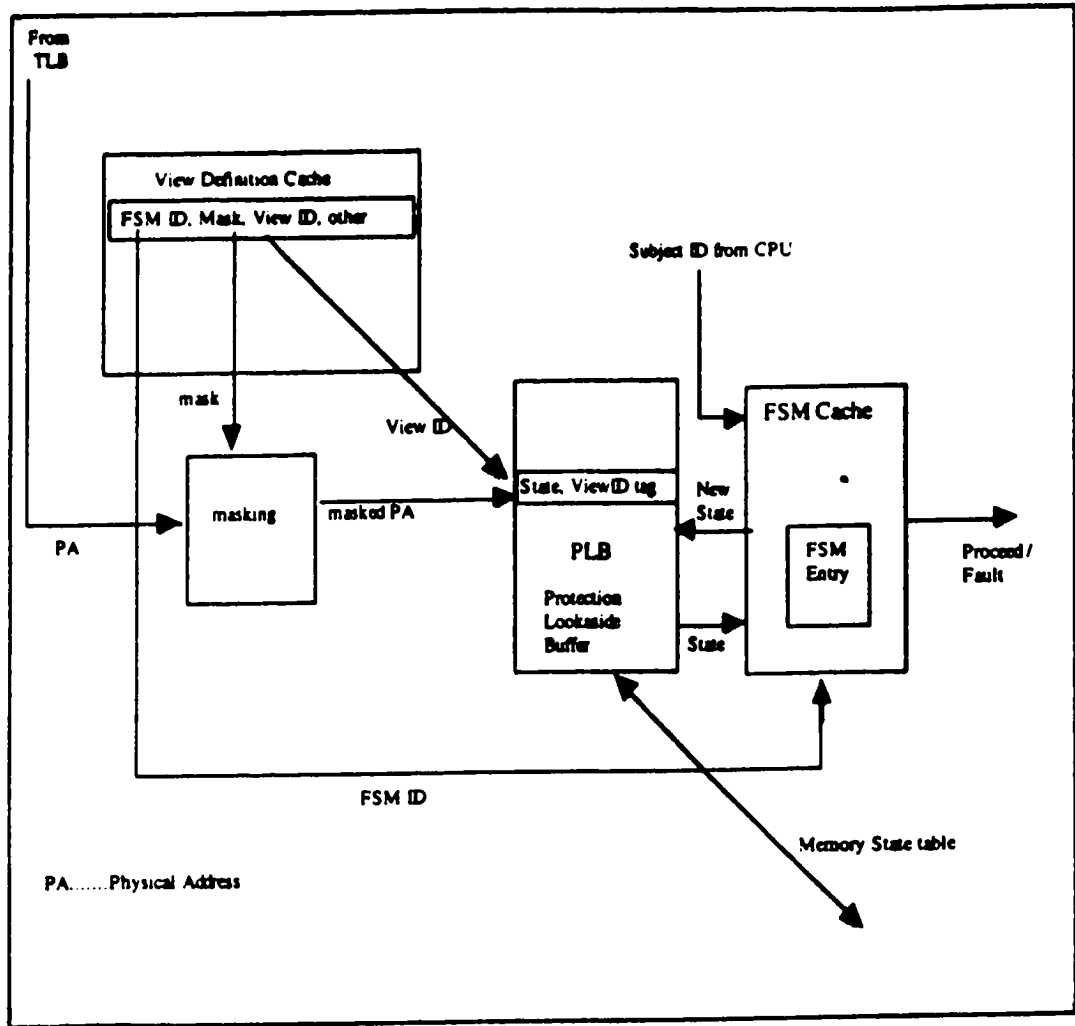 From
TLB
View Definition Cache
FSM ID, Mask, View ID, other
Subject ID from CPU
mask
View ID
FSM Cache
State, ViewID tag
New
State
masking
masked PA
PA
PLB
FSM
Entry
Proceed /
Fault
Protection
Lookaside
Buffer
State
FSM ID
Memory State table
PA.......Physical Address